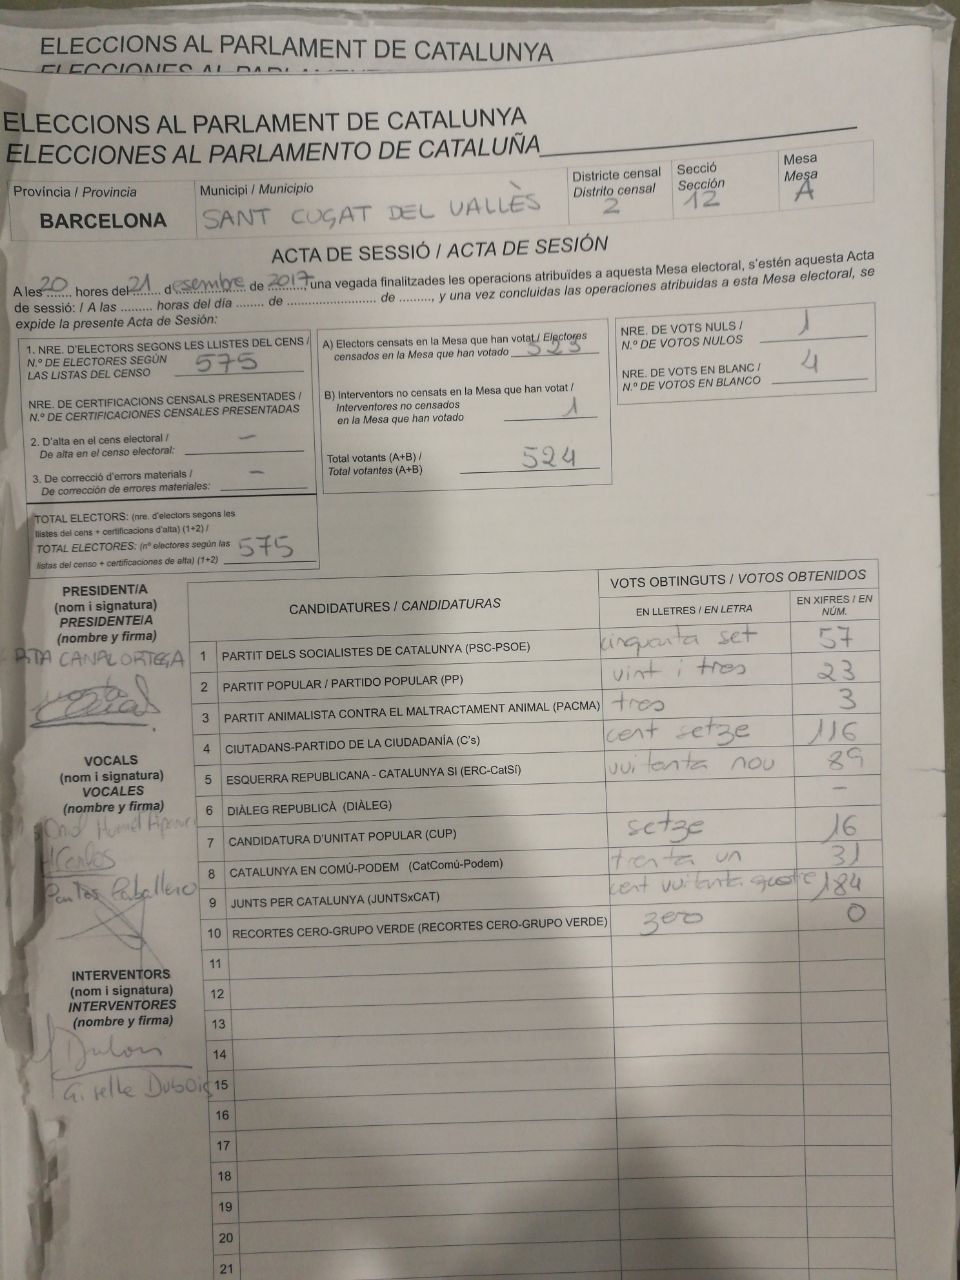 ELECCIONS AL PARLAMENT DE CATALUNYA
ELECCIONS AL PARLAMENT DE CATALUNYA
ELECCIONES AL PARLAMENTO DE CATALUÑA
Província / Provincia
BARCELONA
Municipi / Municipio
SANT CUGAT DEL VALLÈS
Districte censal
Distrito censal
2
Secció
Sección
12
Mesa
Mesa
A
ACTA DE SESSIÓ / ACTA DE SESIÓN
A les 20 hores del 21 desembre de 2017, una vegada finalitzades les operacions atribuïdes a aquesta Mesa electoral, s'estén aquesta Acta
de sessió: / A las ......... horas del día ........ de .......................... de .........., y una vez concluidas las operaciones atribuidas a esta Mesa electoral, se
expide la presente Acta de Sesión:
1. NRE. D'ELECTORS SEGONS LES LLISTES DEL CENS /
N.º DE ELECTORES SEGÚN
LAS LISTAS DEL CENSO 575
NRE. DE CERTIFICACIONS CENSALS PRESENTADES /
N.º DE CERTIFICACIONES CENSALES PRESENTADAS
2. D'alta en el cens electoral /
De alta en el censo electoral: –
3. De correcció d'errors materials /
De corrección de errores materiales: –
TOTAL ELECTORS: (nre. d'electors segons les
llistes del cens + certificacions d'alta) (1+2) /
TOTAL ELECTORES: (nº electores según las
listas del censo + certificaciones de alta) (1+2) 575
A) Electors censats en la Mesa que han votat / Electores
censados en la Mesa que han votado 523
B) Interventors no censats en la Mesa que han votat /
Interventores no censados
en la Mesa que han votado 1
Total votants (A+B) /
Total votantes (A+B) 524
NRE. DE VOTS NULS /
N.º DE VOTOS NULOS 1
NRE. DE VOTS EN BLANC /
N.º DE VOTOS EN BLANCO 4
PRESIDENT/A
(nom i signatura)
PRESIDENTE/A
(nombre y firma)
CANAL ORTEGA
VOCALS
(nom i signatura)
VOCALES
(nombre y firma)
INTERVENTORS
(nom i signatura)
INTERVENTORES
(nombre y firma)
Giselle Dubois
CANDIDATURES / CANDIDATURAS
VOTS OBTINGUTS / VOTOS OBTENIDOS
EN LLETRES / EN LETRA
EN XIFRES / EN NÚM.
1 PARTIT DELS SOCIALISTES DE CATALUNYA (PSC-PSOE) cinquanta set 57
2 PARTIT POPULAR / PARTIDO POPULAR (PP) vint i tres 23
3 PARTIT ANIMALISTA CONTRA EL MALTRACTAMENT ANIMAL (PACMA) tres 3
4 CIUTADANS-PARTIDO DE LA CIUDADANÍA (C's) cent setze 116
5 ESQUERRA REPUBLICANA - CATALUNYA SI (ERC-CatSí) vuitanta nou 89
6 DIÀLEG REPUBLICÀ (DIÀLEG) –
7 CANDIDATURA D'UNITAT POPULAR (CUP) setze 16
8 CATALUNYA EN COMÚ-PODEM (CatComú-Podem) trenta un 31
9 JUNTS PER CATALUNYA (JUNTSxCAT) cent vuitanta quatre 184
10 RECORTES CERO-GRUPO VERDE (RECORTES CERO-GRUPO VERDE) zero 0
11
12
13
14
15
16
17
18
19
20
21